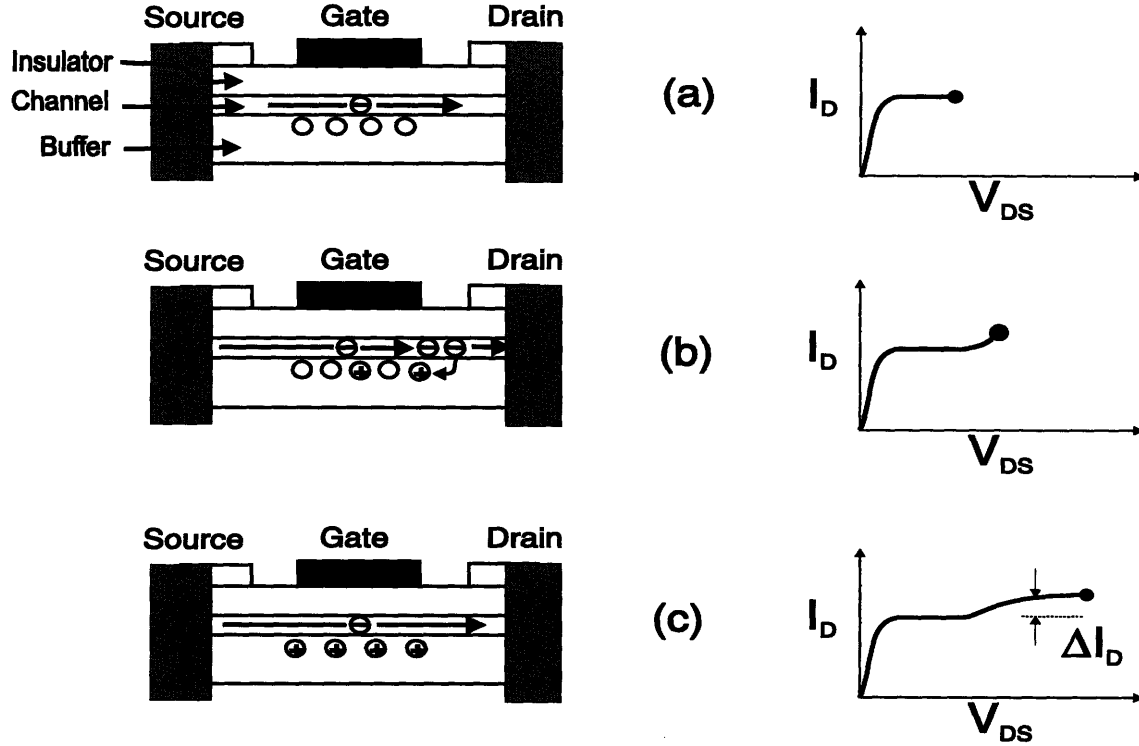 Source Gate Drain
Insulator
Channel
Buffer
(a)
I_D
V_DS
Source Gate Drain
(b)
I_D
V_DS
Source Gate Drain
(c)
I_D
ΔI_D
V_DS